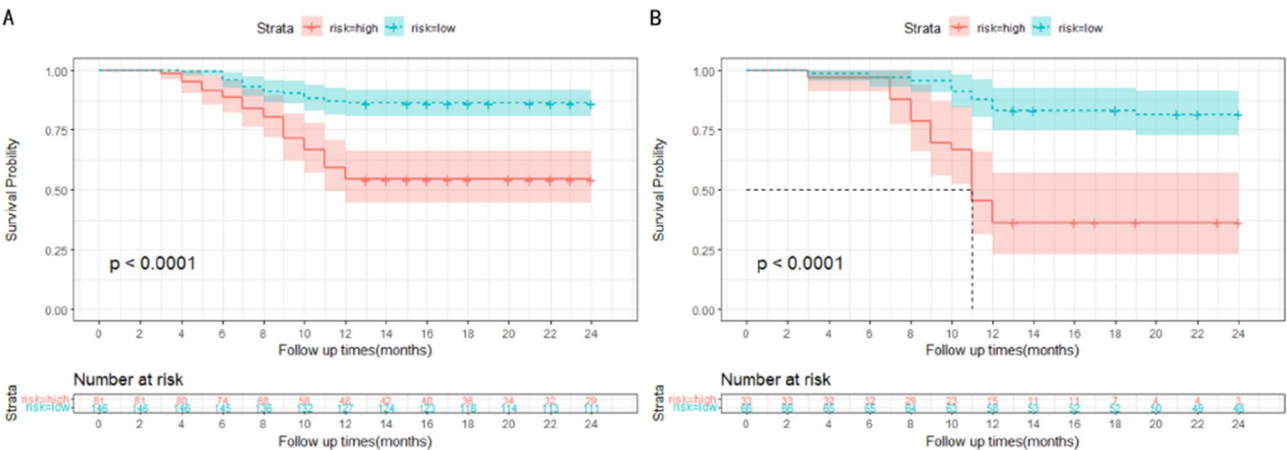 A
Strata risk=high risk=low
Survival Probility
1.00
0.75
0.50
0.25
0.00
p < 0.0001
0 2 4 6 8 10 12 14 16 18 20 22 24
Follow up times(months)
Number at risk
Strata
risk=high 81 81 80 74 68 58 48 42 40 36 34 32 29
risk=low 146 146 146 145 136 132 127 124 123 118 114 113 111
0 2 4 6 8 10 12 14 16 18 20 22 24
Follow up times(months)
B
Strata risk=high risk=low
Survival Probility
1.00
0.75
0.50
0.25
0.00
p < 0.0001
0 2 4 6 8 10 12 14 16 18 20 22 24
Follow up times(months)
Number at risk
Strata
risk=high 33 33 32 32 29 23 15 11 11 7 4 4 3
risk=low 66 66 65 65 64 63 58 53 52 52 50 49 48
0 2 4 6 8 10 12 14 16 18 20 22 24
Follow up times(months)